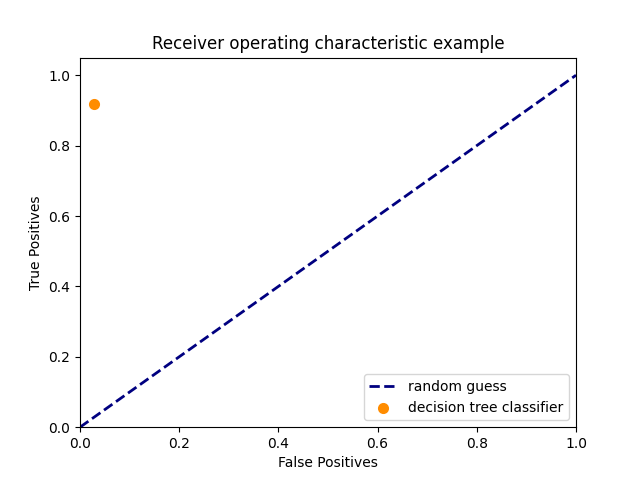 Receiver operating characteristic example
True Positives
1.0
0.8
0.6
0.4
0.2
0.0
random guess
decision tree classifier
0.0 0.2 0.4 0.6 0.8 1.0
False Positives